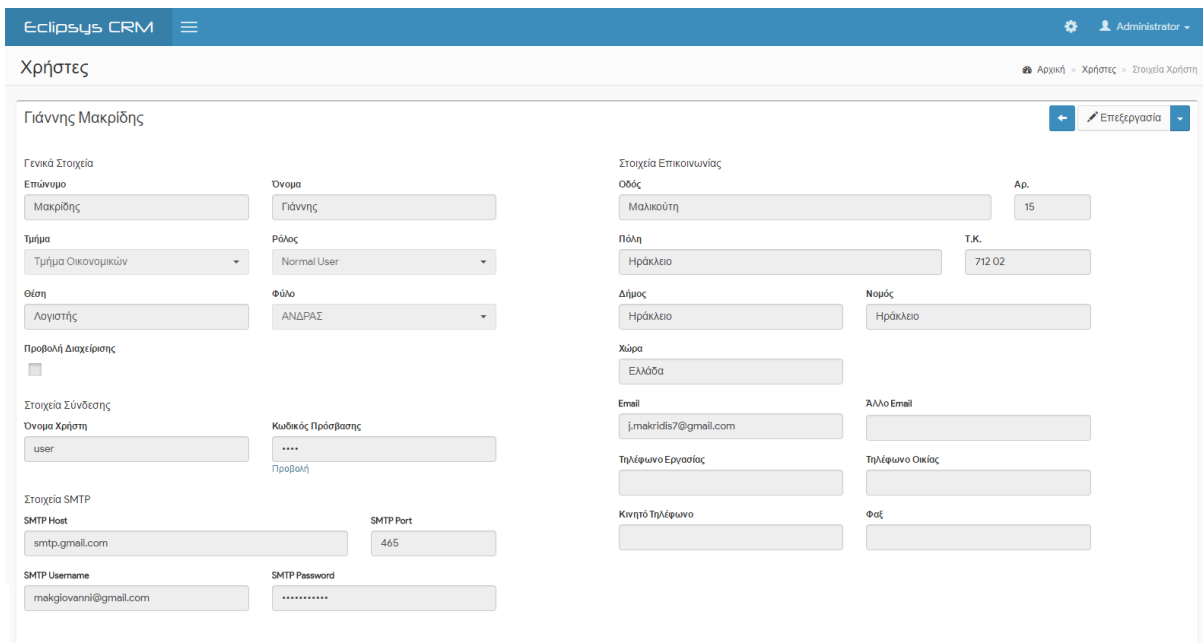 Eclipsys CRM
Administrator
Χρήστες
Αρχική > Χρήστες > Στοιχεία Χρήστη
Γιάννης Μακρίδης
Επεξεργασία
Γενικά Στοιχεία
Επώνυμο Όνομα
Μακρίδης Γιάννης
Τμήμα Ρόλος
Τμήμα Οικονομικών Normal User
Θέση Φύλο
Λογιστής ΑΝΔΡΑΣ
Προβολή Διαχείρισης
Στοιχεία Σύνδεσης
Όνομα Χρήστη Κωδικός Πρόσβασης
user ••••
Προβολή
Στοιχεία SMTP
SMTP Host SMTP Port
smtp.gmail.com 465
SMTP Username SMTP Password
makgiovanni@gmail.com •••••••••••
Στοιχεία Επικοινωνίας
Οδός Αρ.
Μαλικούτη 15
Πόλη Τ.Κ.
Ηράκλειο 712 02
Δήμος Νομός
Ηράκλειο Ηράκλειο
Χώρα
Ελλάδα
Email Άλλο Email
j.makridis7@gmail.com
Τηλέφωνο Εργασίας Τηλέφωνο Οικίας
Κινητό Τηλέφωνο Φαξ